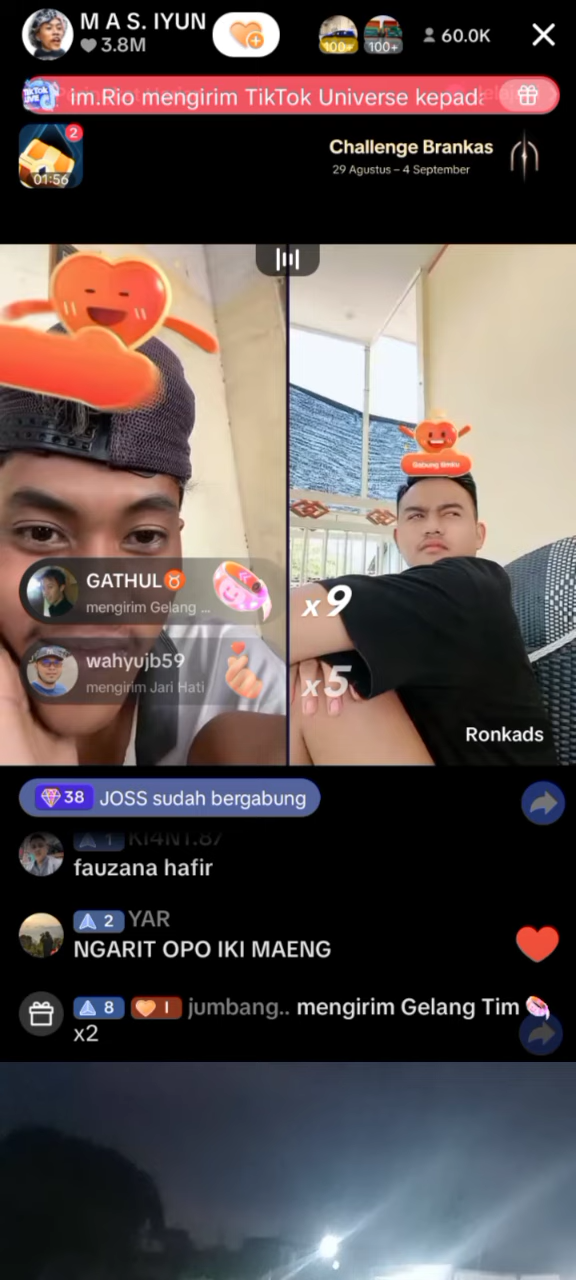 M A S. IYUN
3.8M
100+
100+
60.0K
im.Rio mengirim TikTok Universe kepada
2
01:56
Challenge Brankas
29 Agustus – 4 September
GATHUL
mengirim Gelang ...
x9
wahyujb59
mengirim Jari Hati
x5
Ronkads
38 JOSS sudah bergabung
1 KI4N1.87
fauzana hafir
2 YAR
NGARIT OPO IKI MAENG
8 I jumbang.. mengirim Gelang Tim
x2